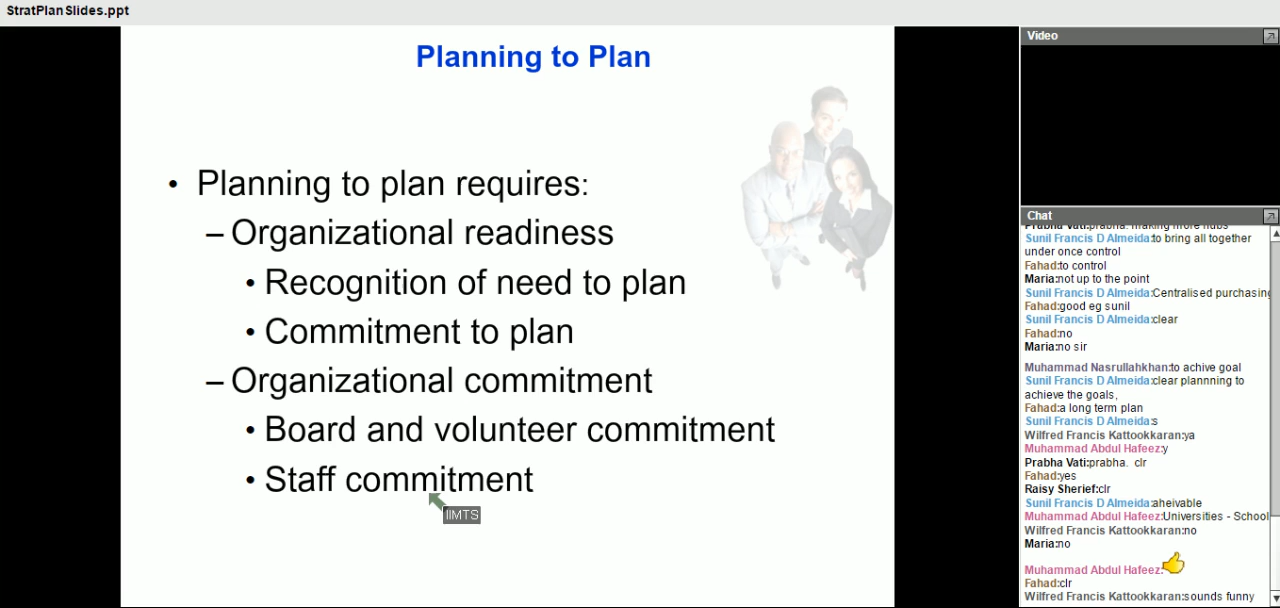 StratPlanSlides.ppt
Planning to Plan
• Planning to plan requires:
– Organizational readiness
• Recognition of need to plan
• Commitment to plan
– Organizational commitment
• Board and volunteer commitment
• Staff commitment
IIMTS
Video
Chat
Prabha Vati:prabha. making more hubs
Sunil Francis D Almeida:to bring all together
under once control
Fahad:to control
Maria:not up to the point
Sunil Francis D Almeida:Centralised purchasing
Fahad:good eg sunil
Sunil Francis D Almeida:clear
Fahad:no
Maria:no sir
Muhammad Nasrullahkhan:to achive goal
Sunil Francis D Almeida:clear plannning to
achieve the goals,
Fahad:a long term plan
Sunil Francis D Almeida:s
Wilfred Francis Kattookkaran:ya
Muhammad Abdul Hafeez:y
Prabha Vati:prabha. clr
Fahad:yes
Raisy Sherief:clr
Sunil Francis D Almeida:aheivable
Muhammad Abdul Hafeez:Universities - School
Wilfred Francis Kattookkaran:no
Maria:no
Muhammad Abdul Hafeez:
Fahad:clr
Wilfred Francis Kattookkaran:sounds funny